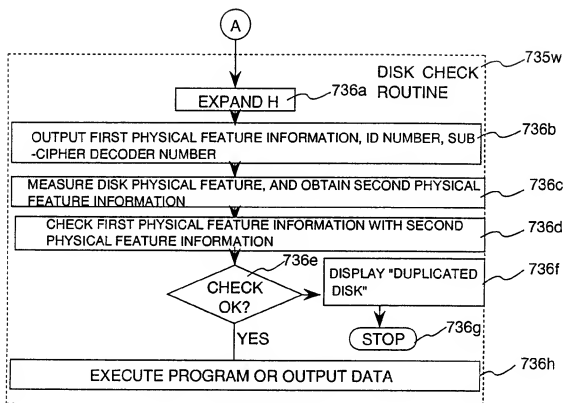 A
735w
DISK CHECK
ROUTINE
736a
EXPAND H
736b
OUTPUT FIRST PHYSICAL FEATURE INFORMATION, ID NUMBER, SUB
-CIPHER DECODER NUMBER
MEASURE DISK PHYSICAL FEATURE, AND OBTAIN SECOND PHYSICAL
FEATURE INFORMATION
736c
CHECK FIRST PHYSICAL FEATURE INFORMATION WITH SECOND
PHYSICAL FEATURE INFORMATION
736d
736e
CHECK
OK?
DISPLAY "DUPLICATED
DISK"
736f
YES
STOP
736g
EXECUTE PROGRAM OR OUTPUT DATA
736h